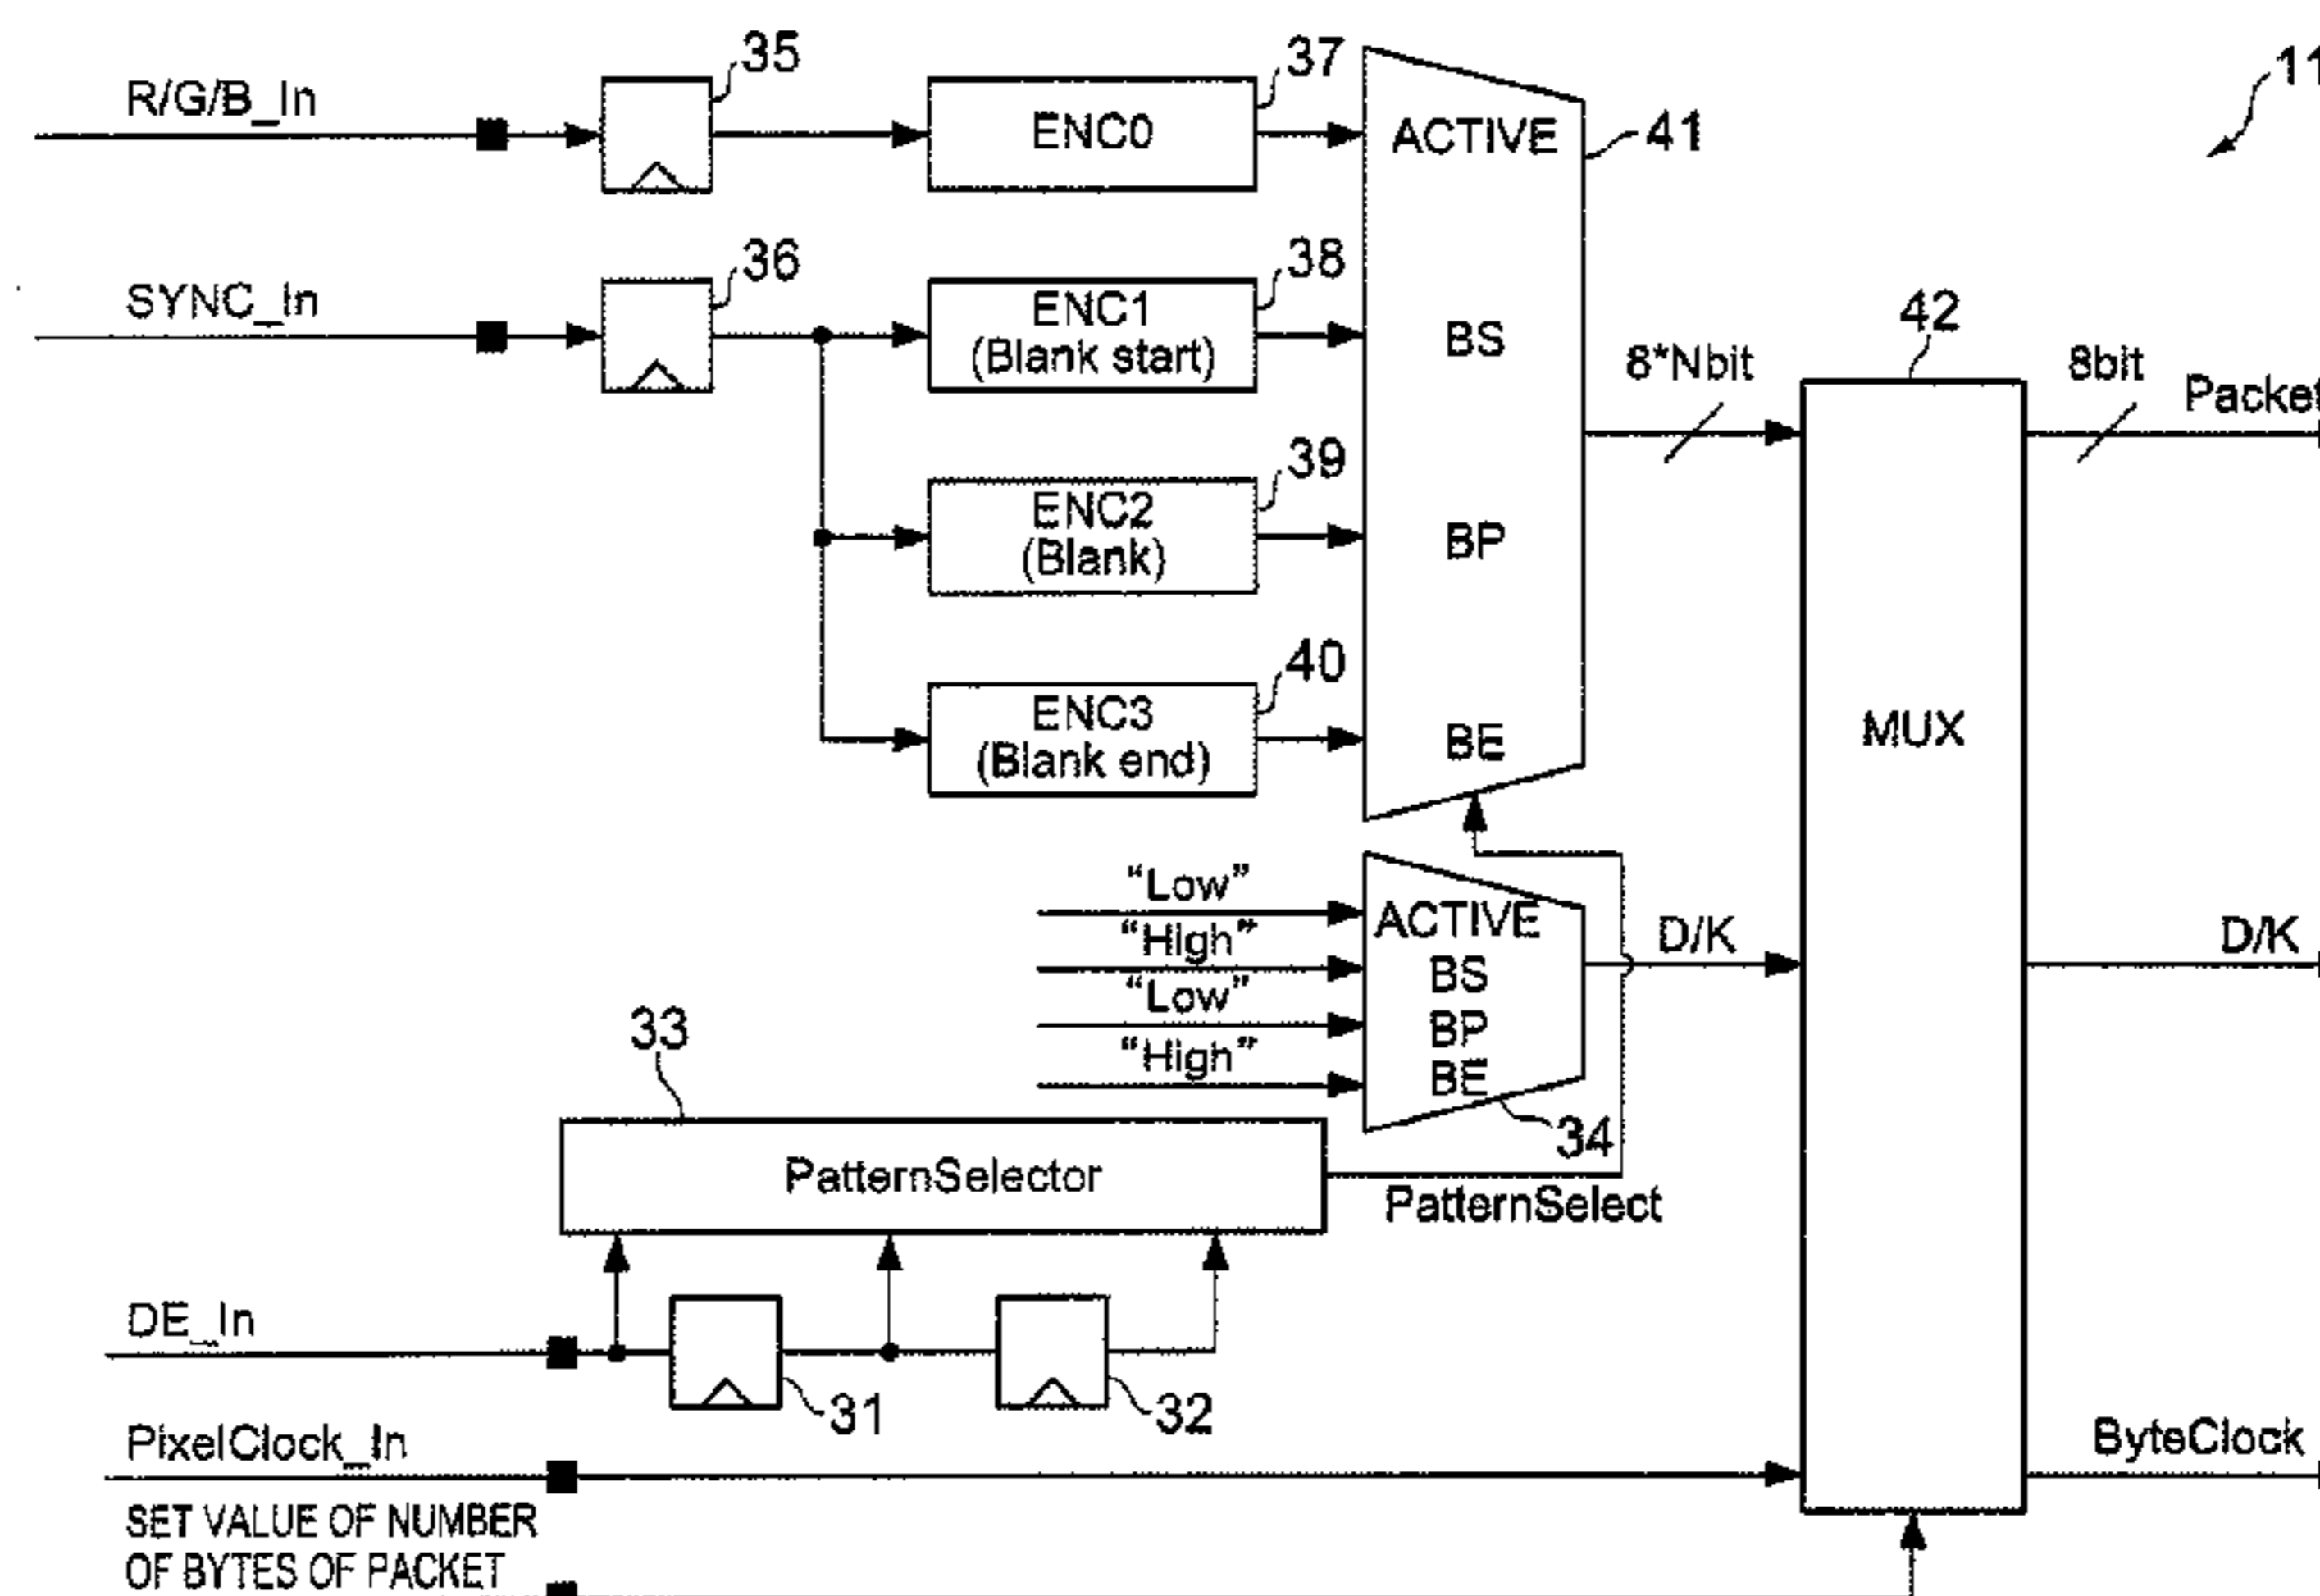 R/G/B_In
35
ENC0
37
ACTIVE
41
11
SYNC_In
36
ENC1
(Blank start)
38
BS
8*Nbit
42
8bit
Packet
ENC2
(Blank)
39
BP
ENC3
(Blank end)
40
BE
MUX
"Low"
ACTIVE
"High"
BS
"Low"
BP
"High"
BE
D/K
D/K
34
33
PatternSelector
PatternSelect
DE_In
31
32
PixelClock_In
ByteClock
SET VALUE OF NUMBER
OF BYTES OF PACKET